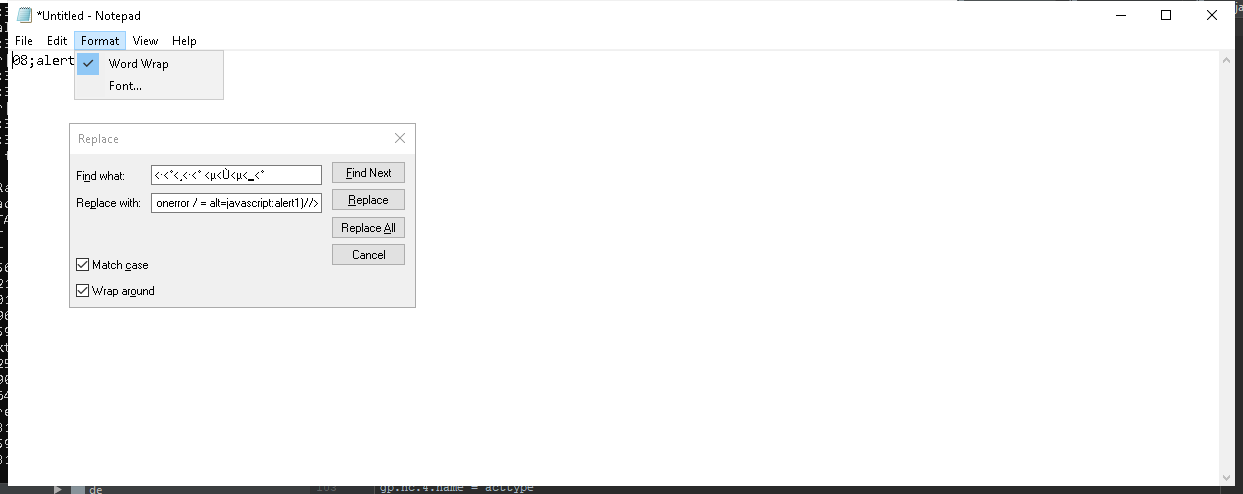 *Untitled - Notepad
File Edit Format View Help
08;alert
Word Wrap
Font...
Replace
Find what:
Find Next
Replace with:
onerror / = alt=javascript:alert1)//>
Replace
Replace All
Cancel
Match case
Wrap around
de
103
gp.nc.4.name = acttype